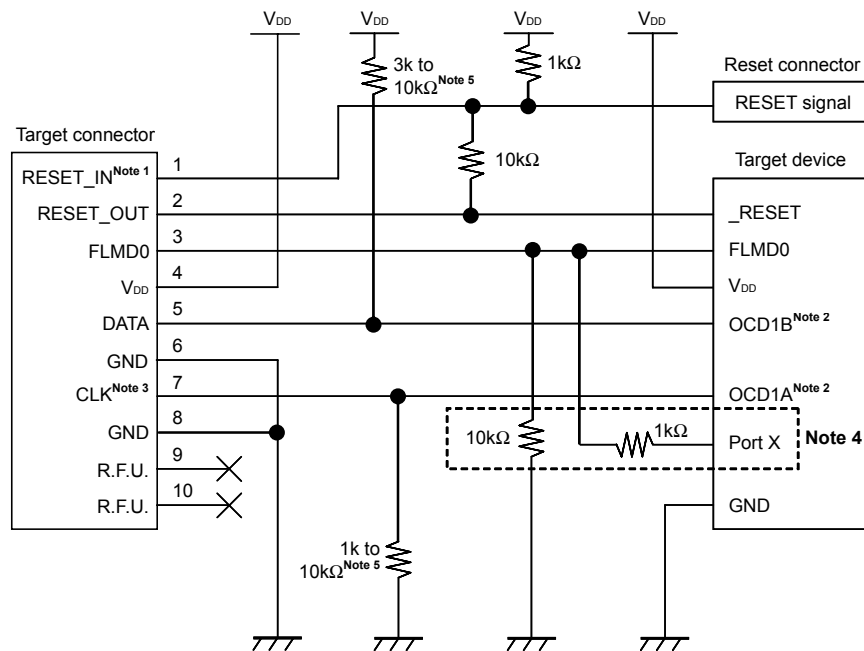 VDD
VDD
VDD
VDD
3k to
10kΩNote 5
1kΩ
Reset connector
RESET signal
Target connector
10kΩ
Target device
RESET_INNote 1
1
RESET_OUT
2
_RESET
FLMD0
3
FLMD0
VDD
4
VDD
DATA
5
OCD1BNote 2
GND
6
CLKNote 3
7
OCD1ANote 2
GND
8
10kΩ
1kΩ
Port X
Note 4
R.F.U.
9
R.F.U.
10
GND
1k to
10kΩNote 5